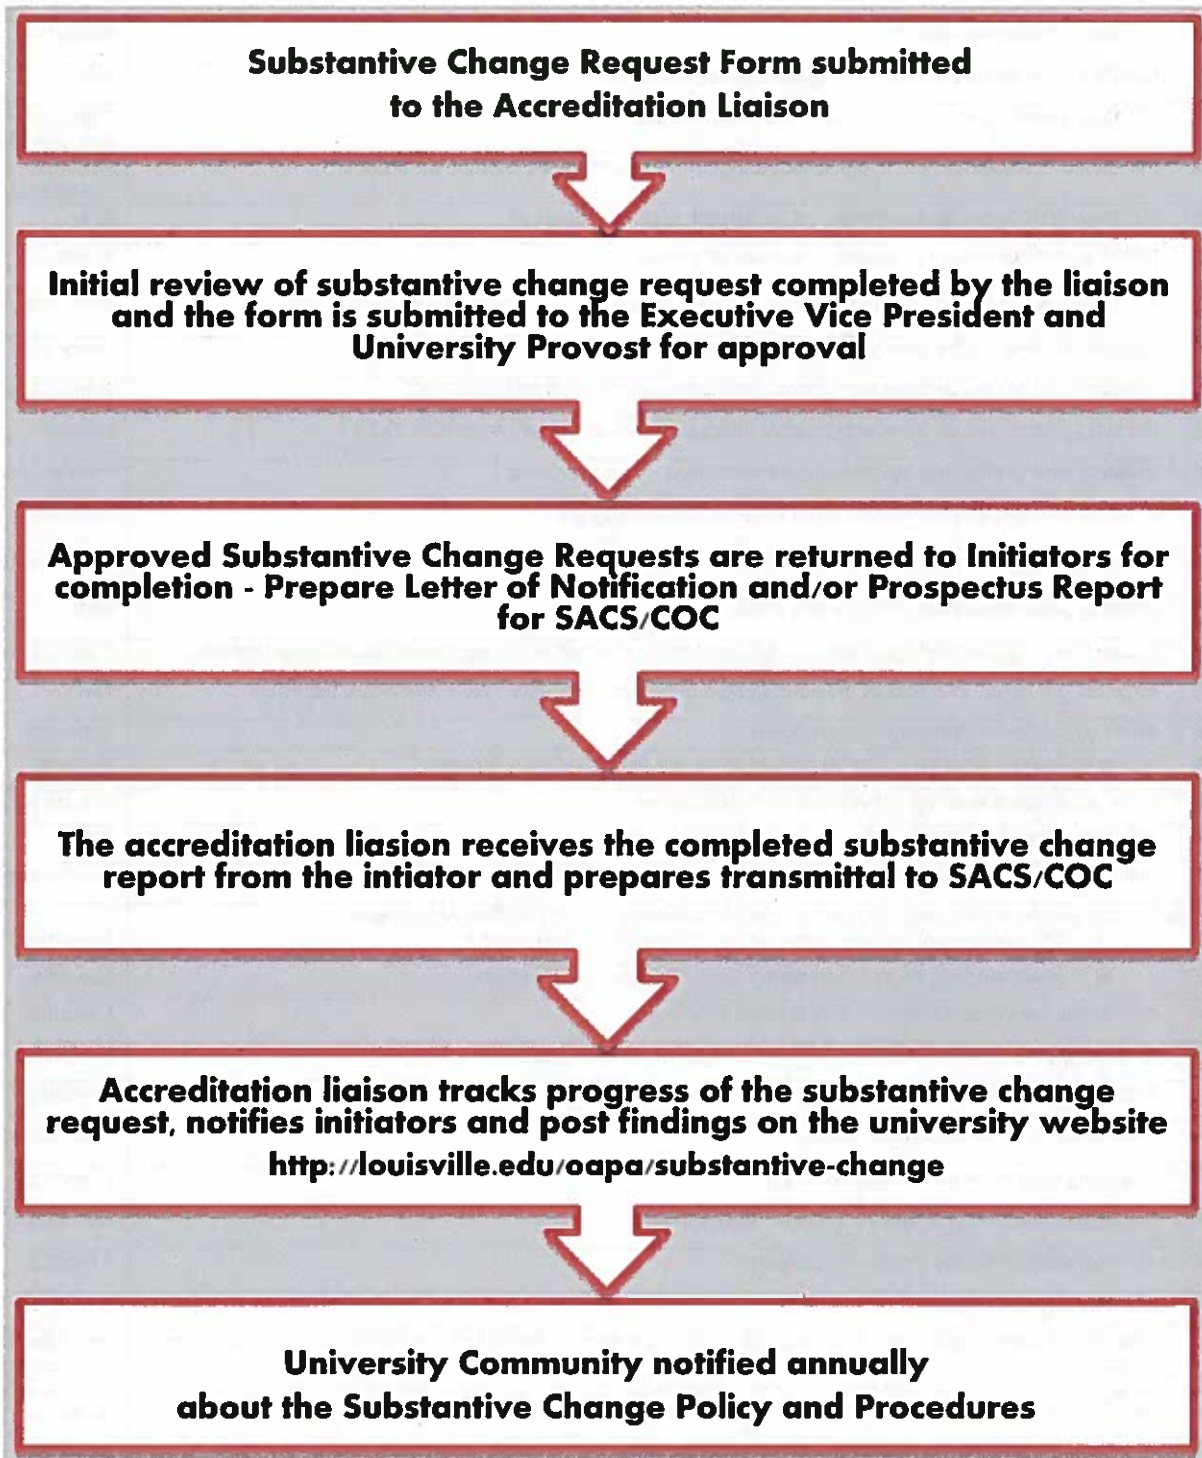 Substantive Change Request Form submitted
to the Accreditation Liaison
Initial review of substantive change request completed by the liaison
and the form is submitted to the Executive Vice President and
University Provost for approval
Approved Substantive Change Requests are returned to Initiators for
completion - Prepare Letter of Notification and/or Prospectus Report
for SACS/COC
The accreditation liasion receives the completed substantive change
report from the intiator and prepares transmittal to SACS/COC
Accreditation liaison tracks progress of the substantive change
request, notifies initiators and post findings on the university website
http://louisville.edu/oapa/substantive-change
University Community notified annually
about the Substantive Change Policy and Procedures